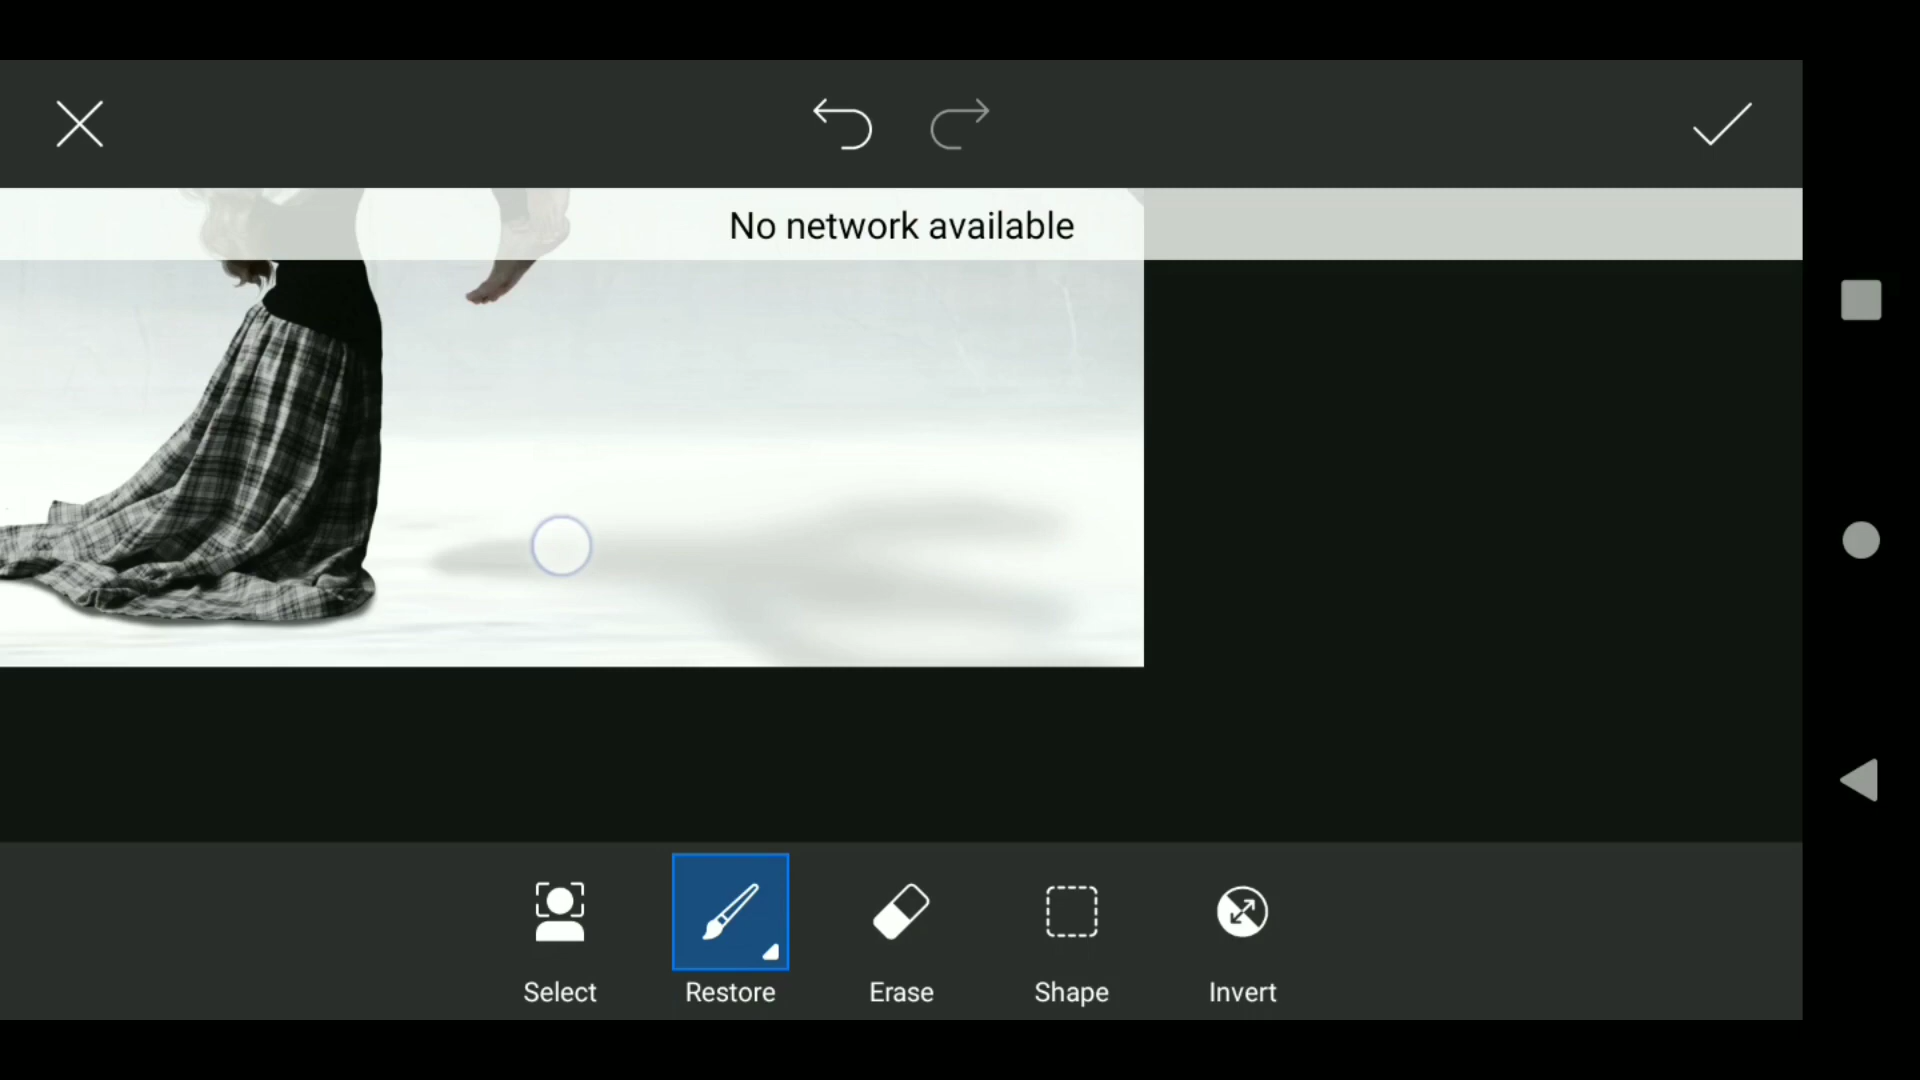 No network available
Select
Restore
Erase
Shape
Invert